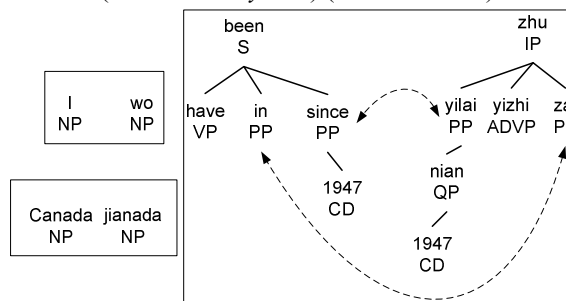 been
S
have
VP
in
PP
since
PP
1947
CD
zhu
IP
yilai
PP
yizhi
ADVP
za
P
nian
QP
1947
CD
I wo
NP NP
Canada jianada
NP NP